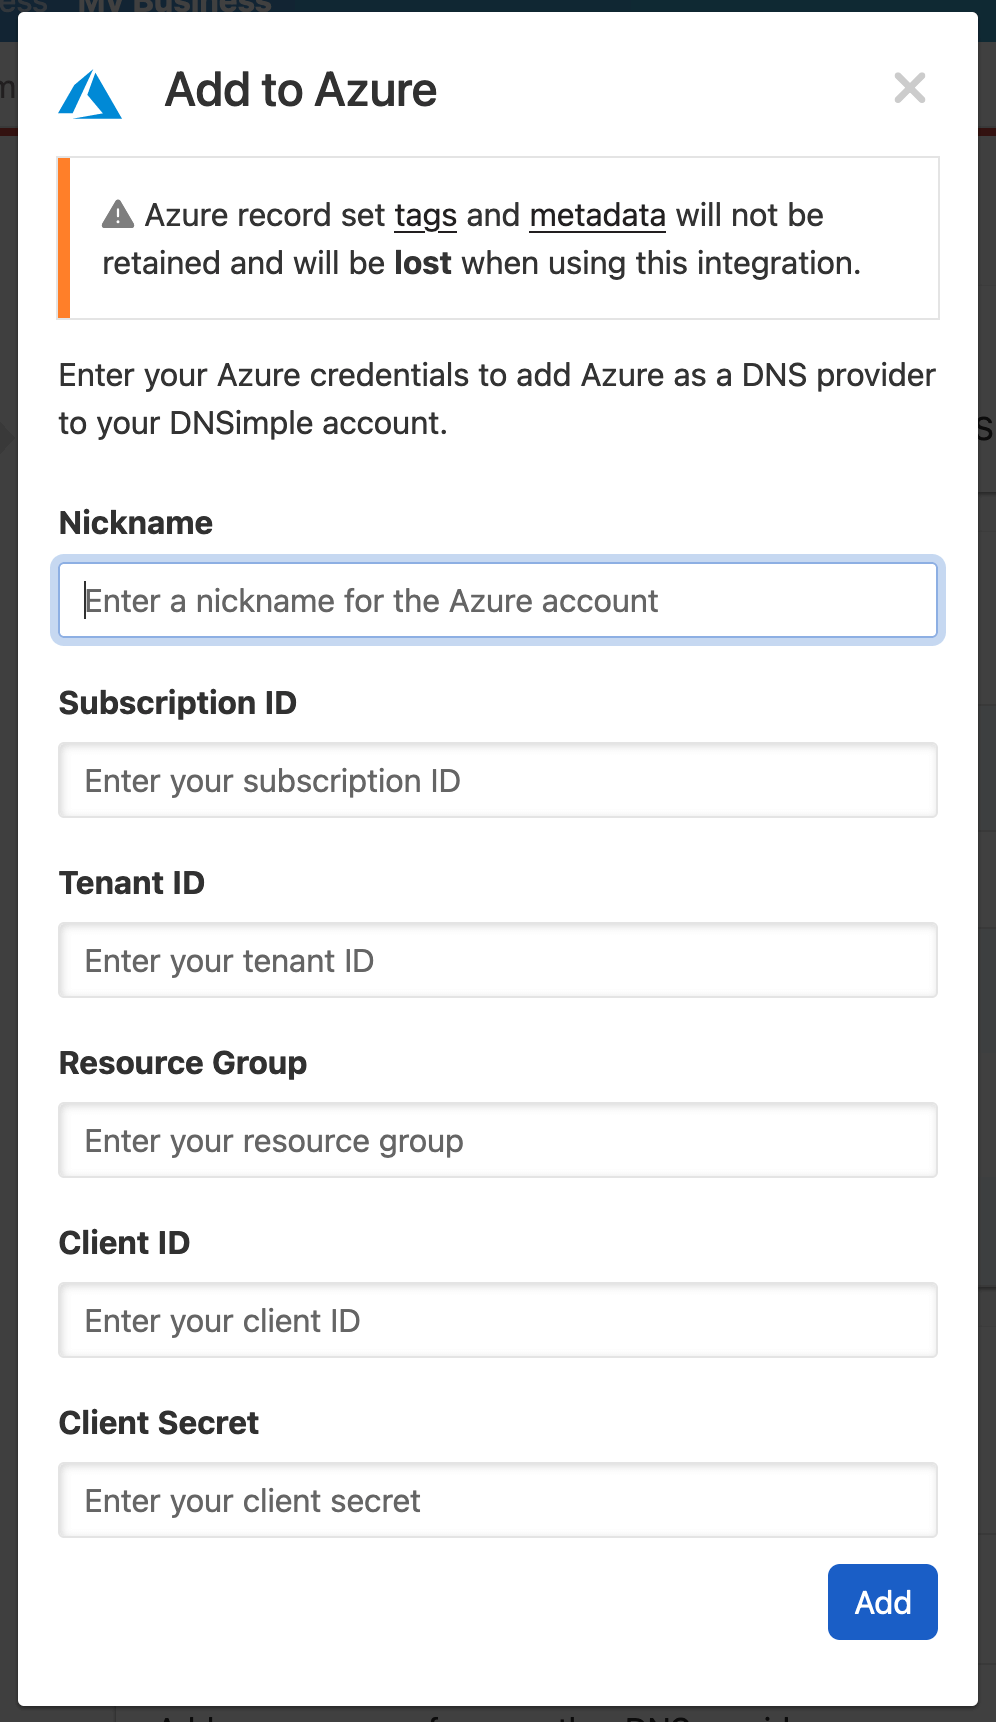 My Business
Add to Azure
Azure record set tags and metadata will not be
retained and will be lost when using this integration.
Enter your Azure credentials to add Azure as a DNS provider
to your DNSimple account.
Nickname
Enter a nickname for the Azure account
Subscription ID
Enter your subscription ID
Tenant ID
Enter your tenant ID
Resource Group
Enter your resource group
Client ID
Enter your client ID
Client Secret
Enter your client secret
Add